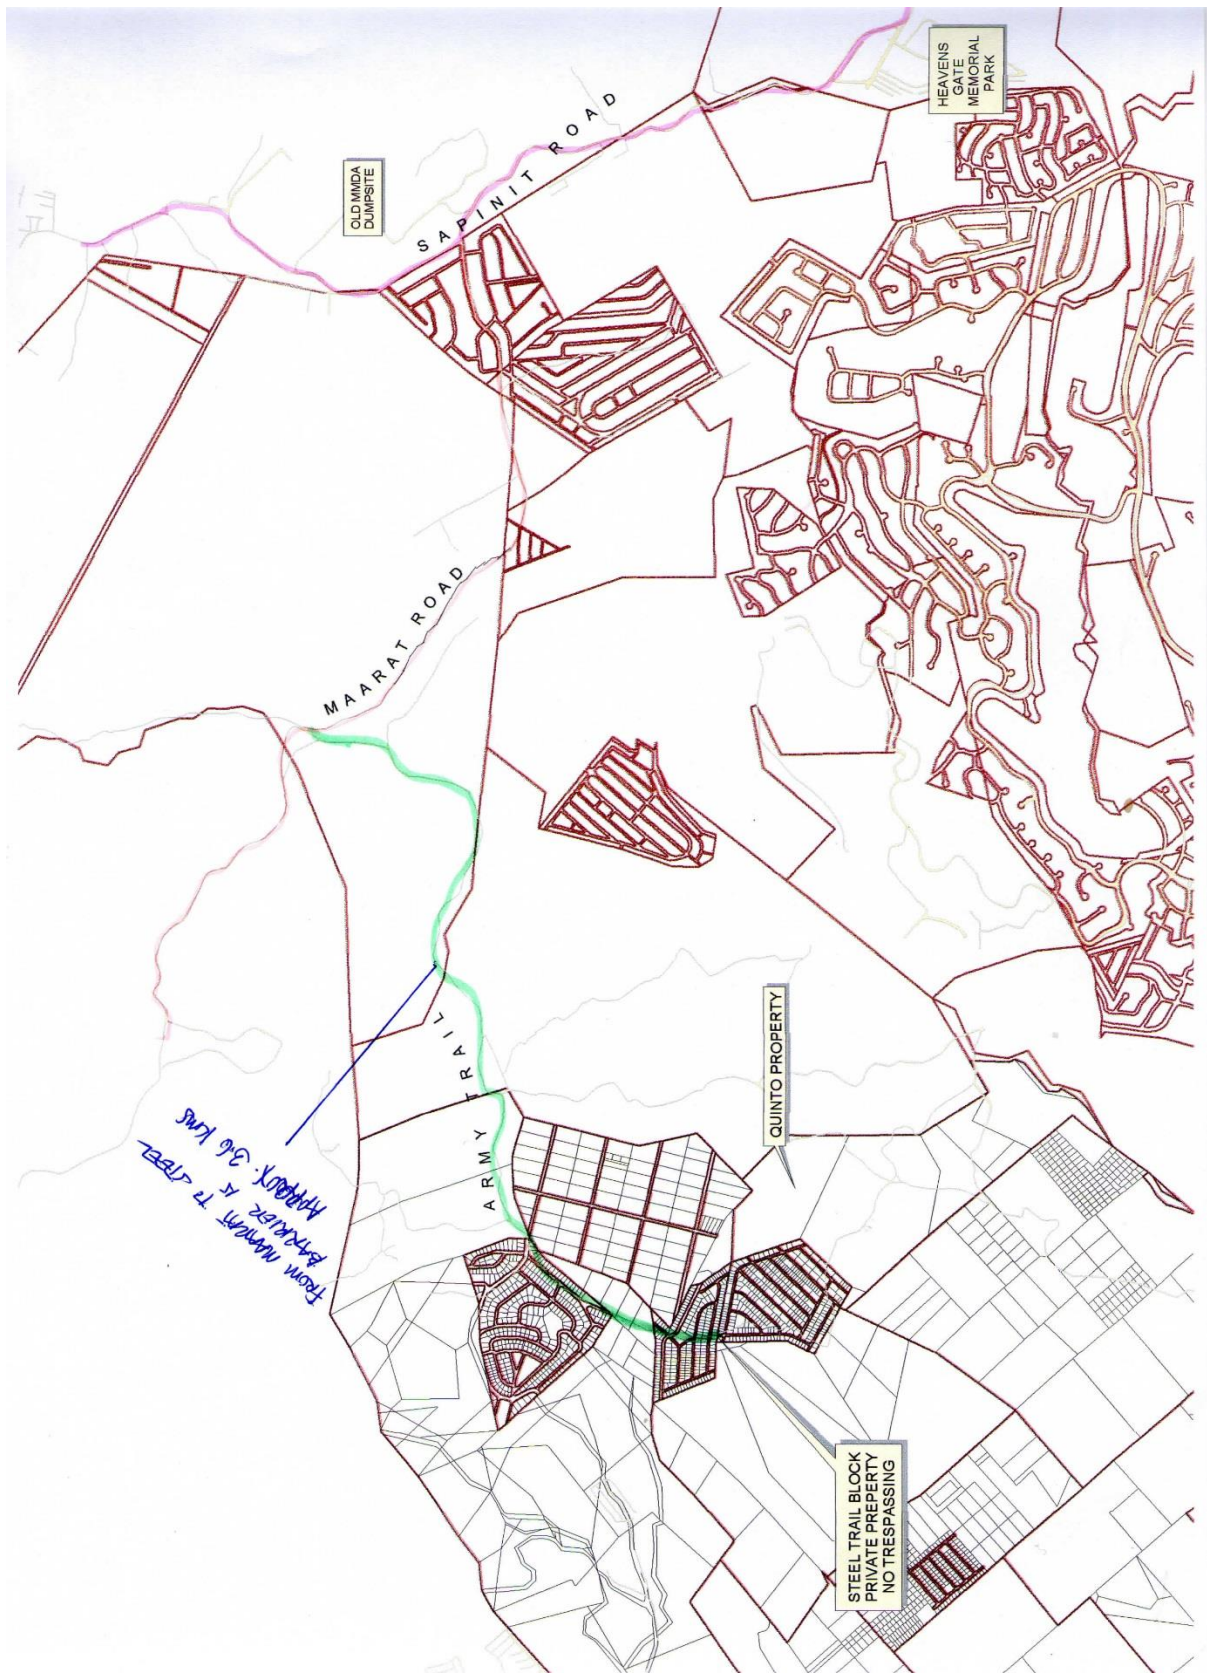 HEAVENS
GATE
MEMORIAL
PARK
OLD MMDA
DUMPSITE
SAPINIT ROAD
MAARAT ROAD
ARMY TRAIL
FROM MAARAT TO STEEL
BARRIER IS
APPROX. 3.6 kms
QUINTO PROPERTY
STEEL TRAIL BLOCK
PRIVATE PREPERTY
NO TRESPASSING